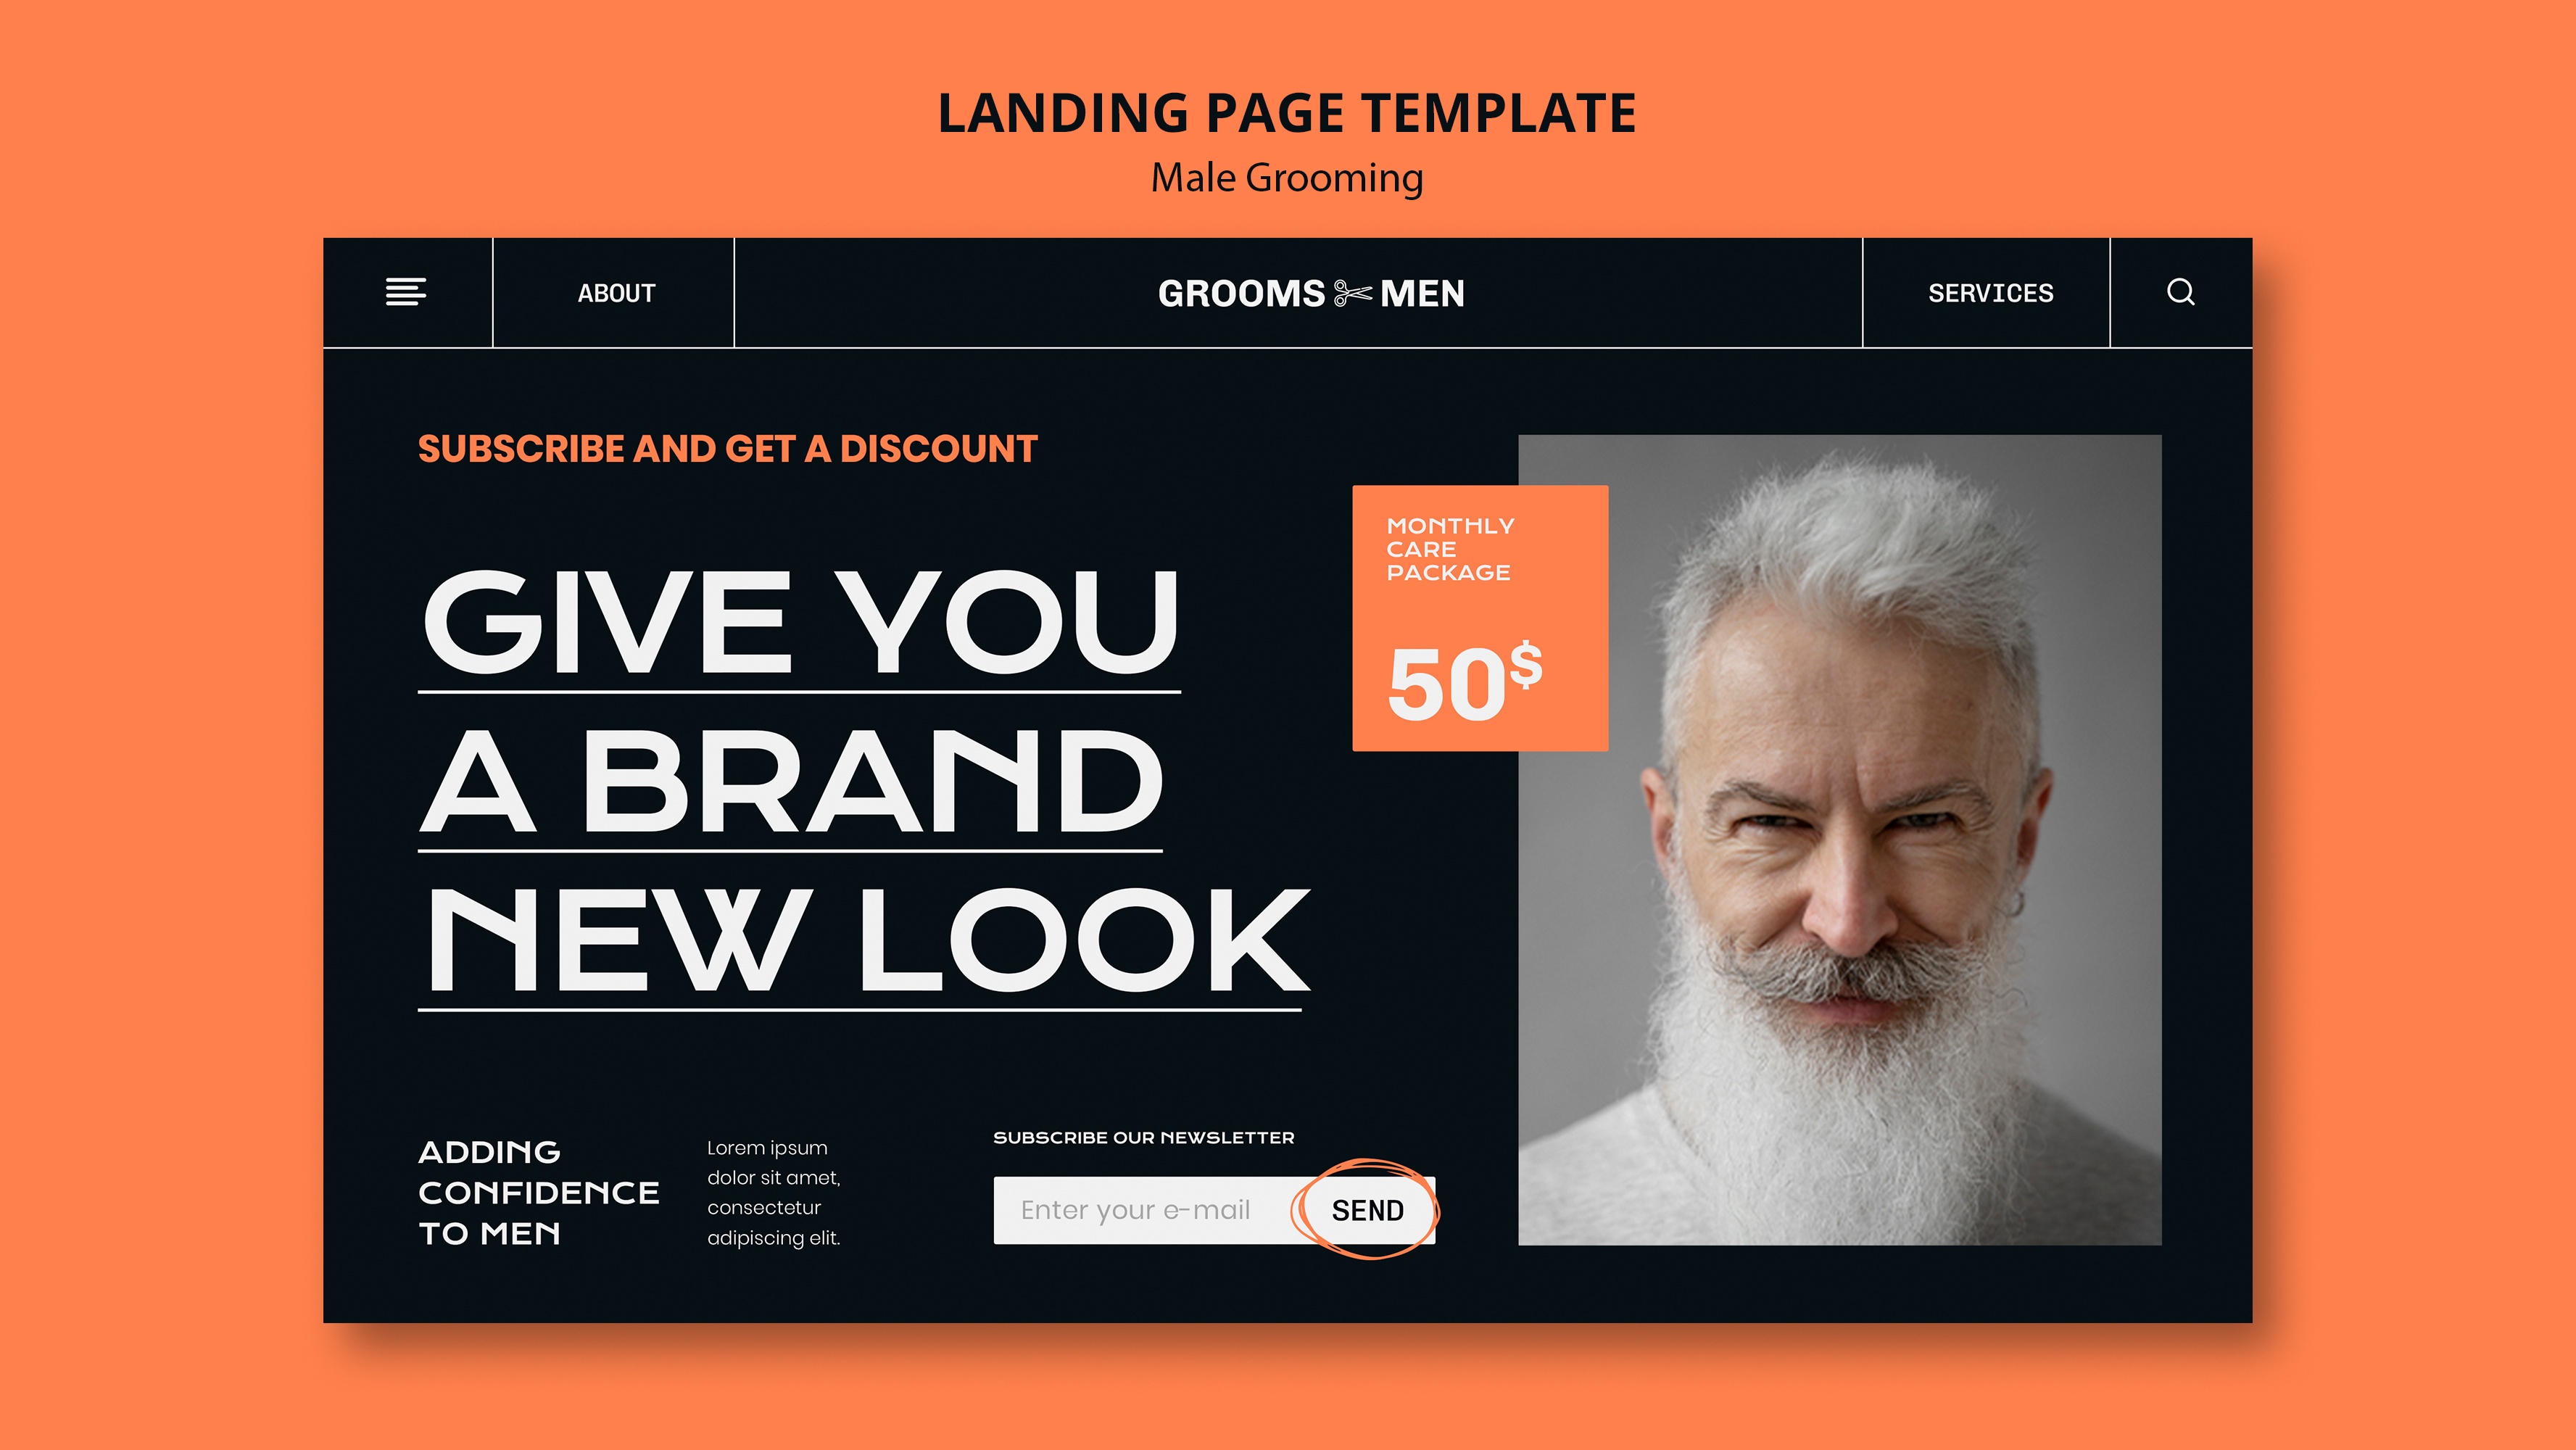 LANDING PAGE TEMPLATE
Male Grooming
ABOUT
GROOMS MEN
SERVICES
SUBSCRIBE AND GET A DISCOUNT
GIVE YOU
A BRAND
NEW LOOK
MONTHLY
CARE
PACKAGE
50$
ADDING
CONFIDENCE
TO MEN
Lorem ipsum
dolor sit amet,
consectetur
adipiscing elit.
SUBSCRIBE OUR NEWSLETTER
Enter your e-mail
SEND